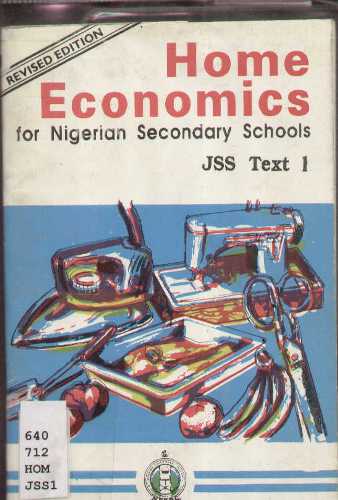 REVISED EDITION
Home
Economics
for Nigerian Secondary Schools
JSS Text 1
640
712
HOM
JSS1